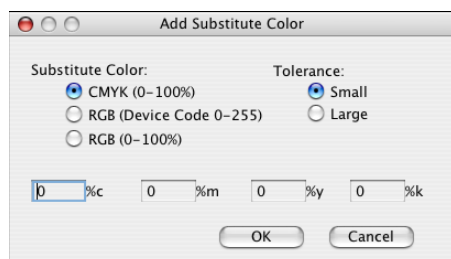 Add Substitute Color
Substitute Color: Tolerance:
CMYK (0-100%) Small
RGB (Device Code 0-255) Large
RGB (0-100%)
0 %c 0 %m 0 %y 0 %k
OK Cancel